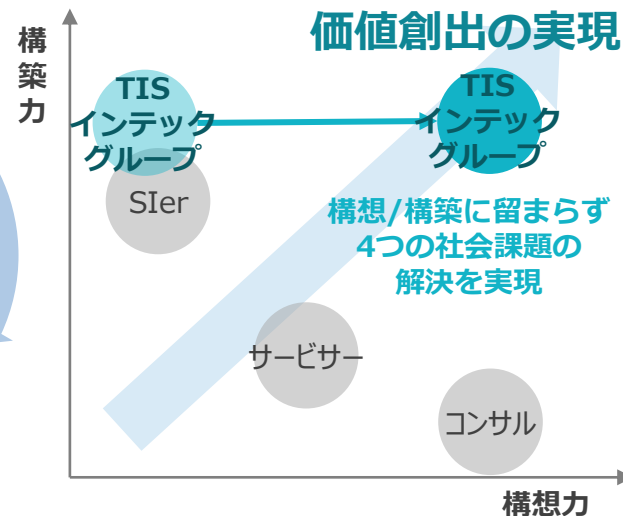 構築力
価値創出の実現
TIS
インテック
グループ
TIS
インテック
グループ
SIer
構想/構築に留まらず
4つの社会課題の
解決を実現
サービサー
コンサル
構想力